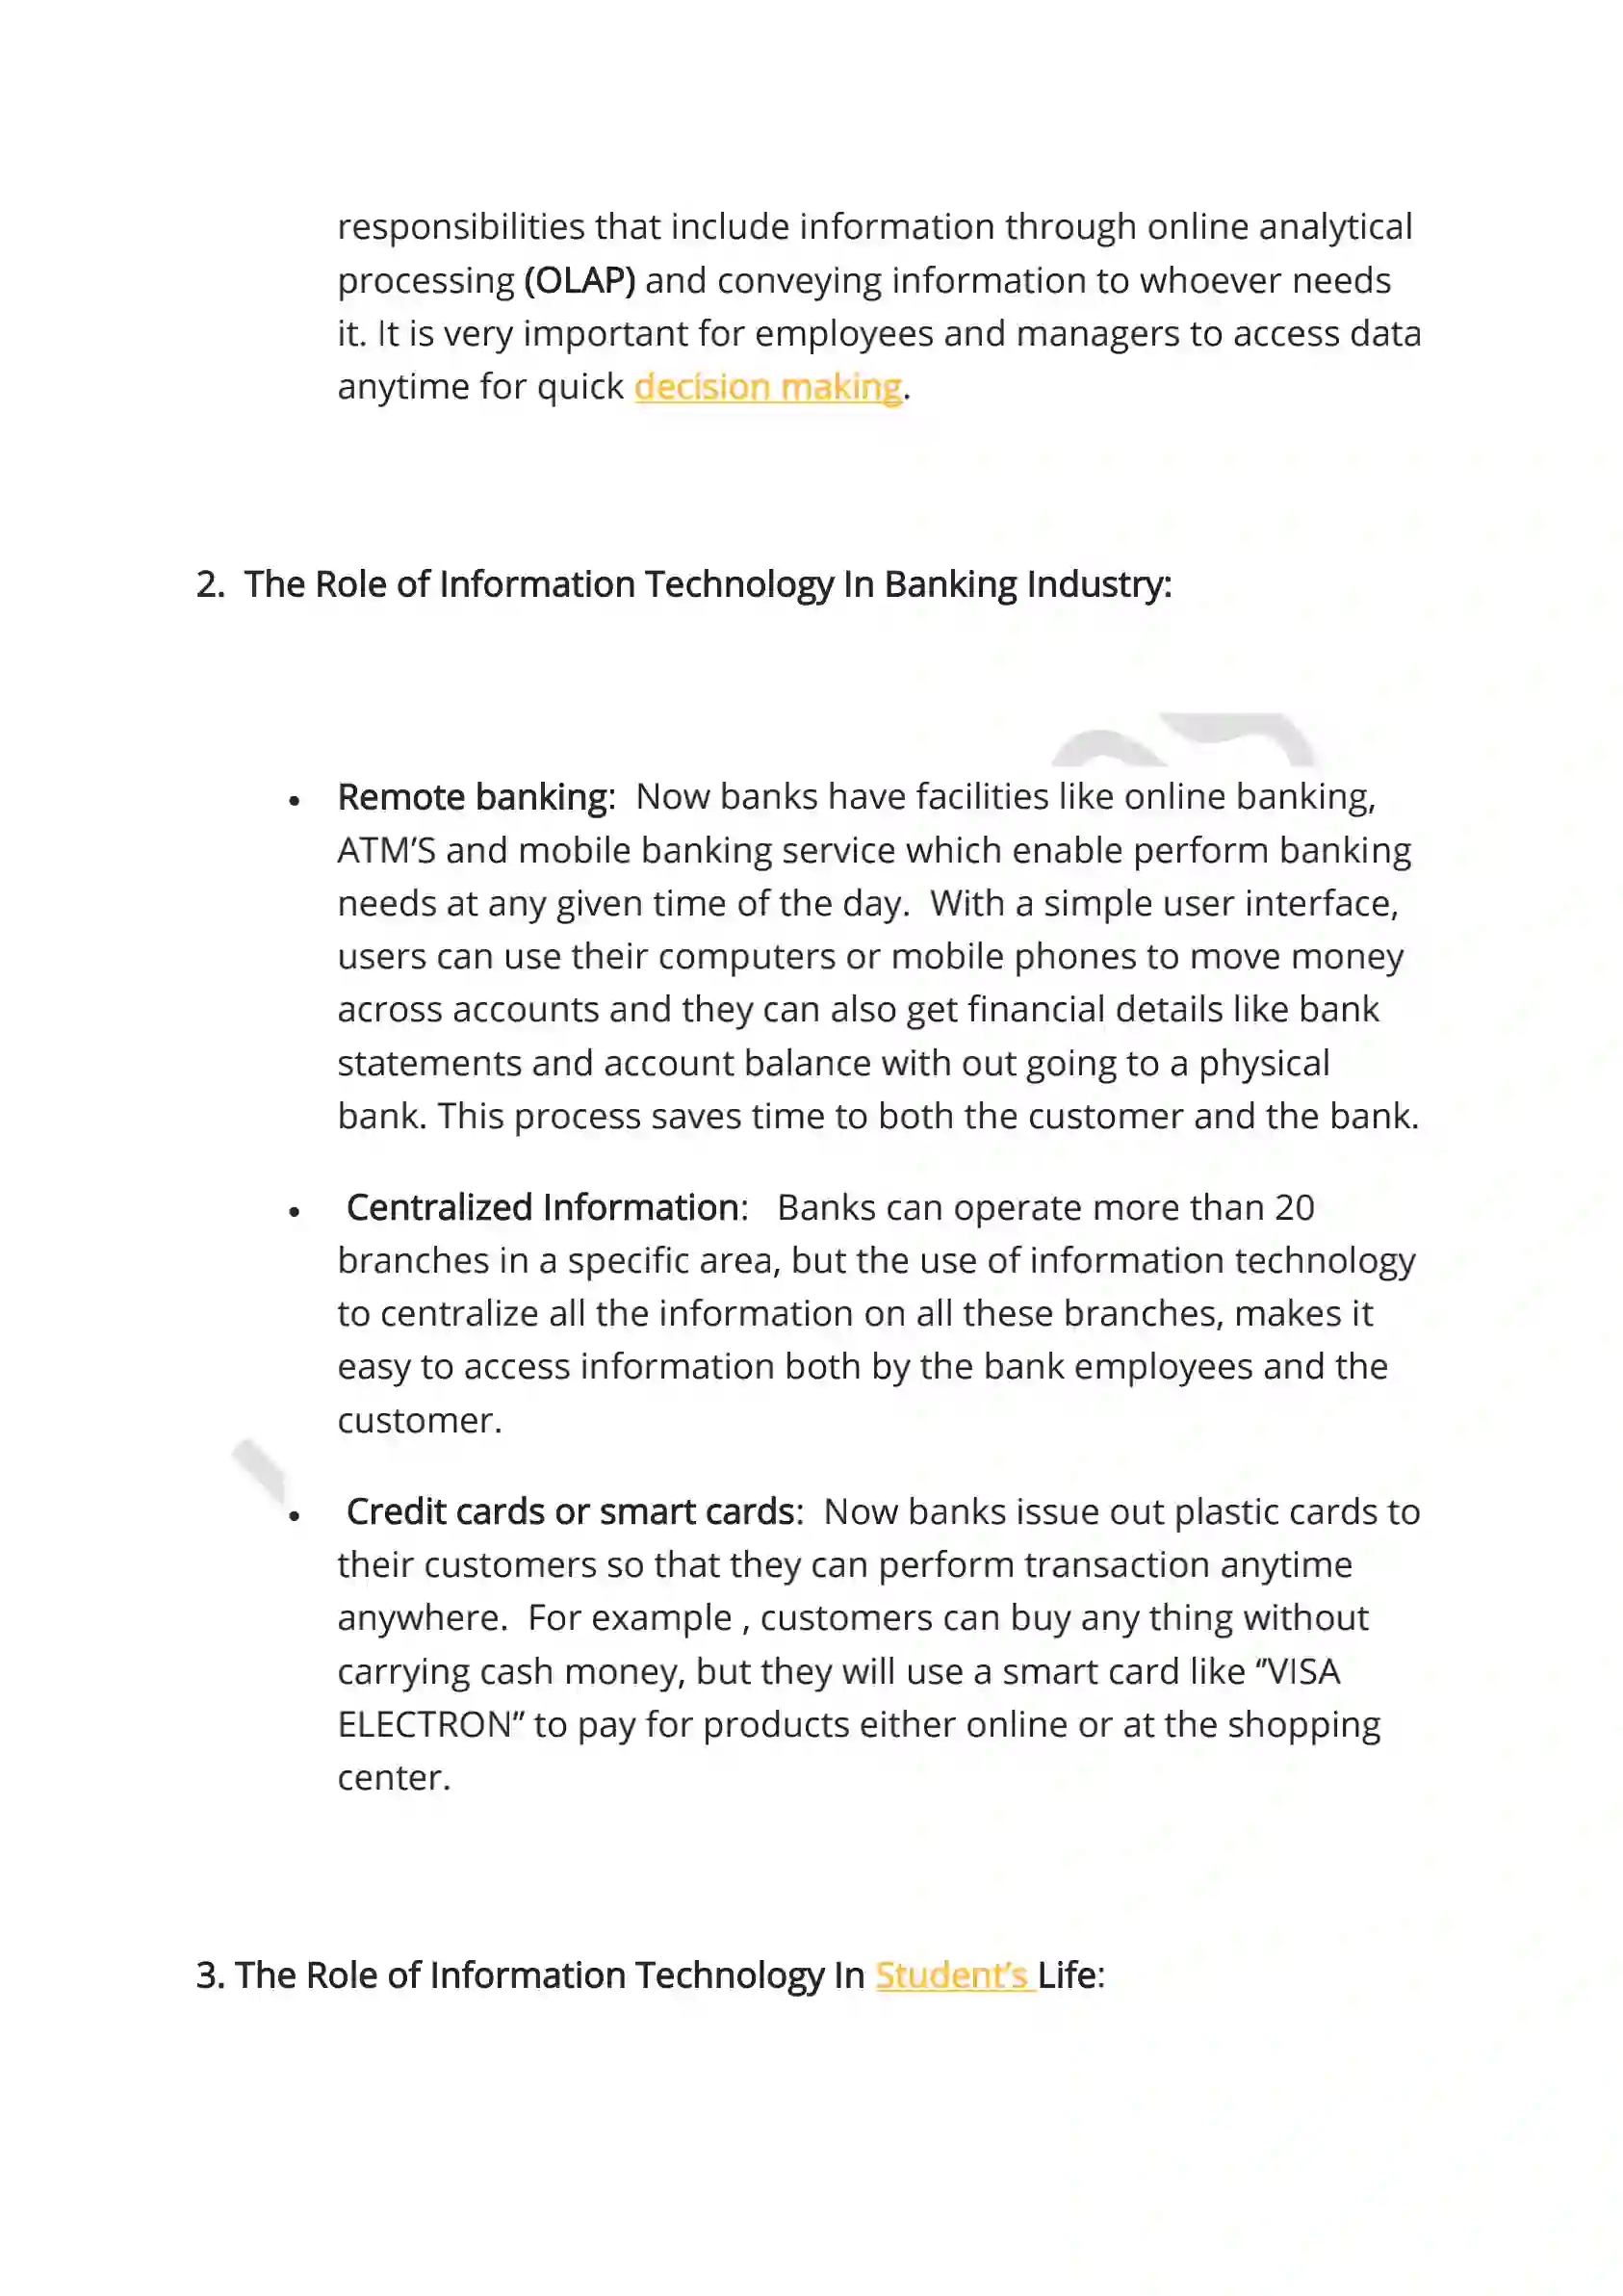 responsibilities that include information through online analytical
processing (OLAP) and conveying information to whoever needs
it. It is very important for employees and managers to access data
anytime for quick decision making.
2. The Role of Information Technology In Banking Industry:
• Remote banking: Now banks have facilities like online banking,
ATM’S and mobile banking service which enable perform banking
needs at any given time of the day. With a simple user interface,
users can use their computers or mobile phones to move money
across accounts and they can also get financial details like bank
statements and account balance with out going to a physical
bank. This process saves time to both the customer and the bank.
• Centralized Information: Banks can operate more than 20
branches in a specific area, but the use of information technology
to centralize all the information on all these branches, makes it
easy to access information both by the bank employees and the
customer.
• Credit cards or smart cards: Now banks issue out plastic cards to
their customers so that they can perform transaction anytime
anywhere. For example , customers can buy any thing without
carrying cash money, but they will use a smart card like “VISA
ELECTRON” to pay for products either online or at the shopping
center.
3. The Role of Information Technology In Student’s Life: